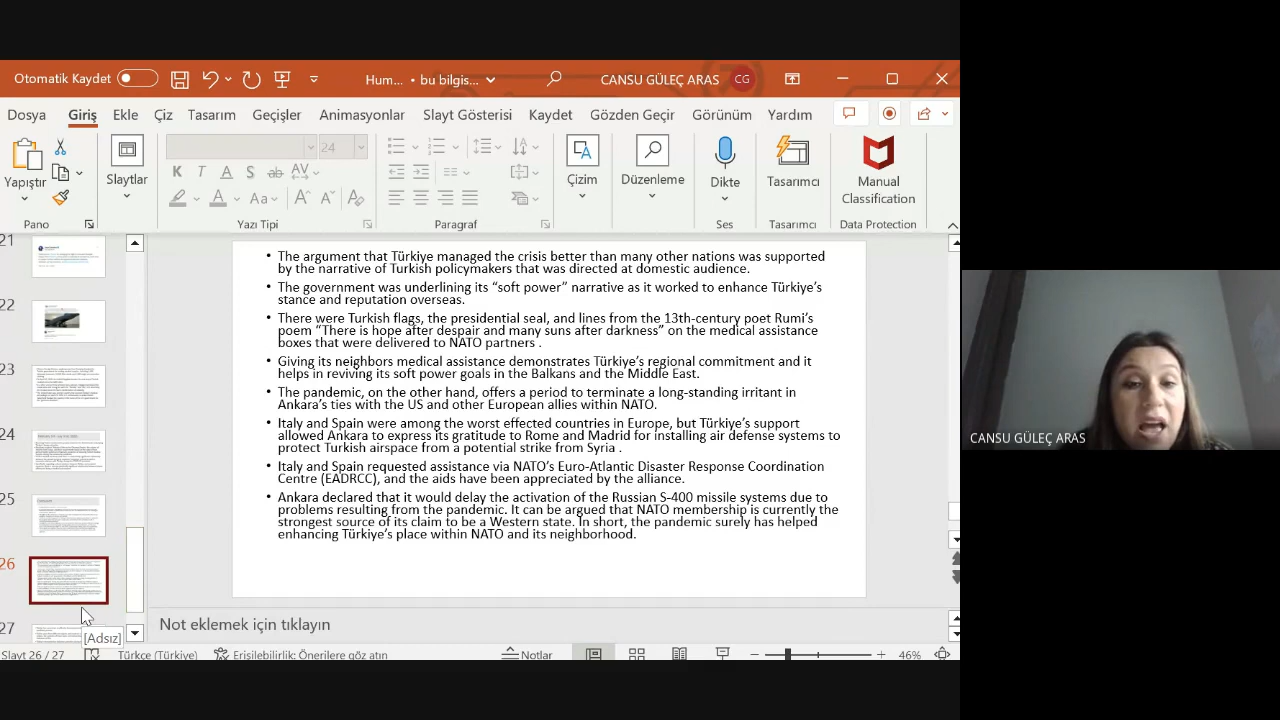 Otomatik Kaydet
Hum... • bu bilgis...
CANSU GÜLEÇ ARAS
CG
Dosya
Giriş
Ekle
Çiz
Tasarım
Geçişler
Animasyonlar
Slayt Gösterisi
Kaydet
Gözden Geçir
Görünüm
Yardım
Yapıştır
Slaytlar
24
K T A S ab AV
A Aa A A A
Çizim
Düzenleme
Dikte
Tasarımcı
Manual
Classification
Pano
Yazı Tipi
Paragraf
Ses
Tasarımcı
Data Protection
21
22
23
24
25
26
27
• The argument that Türkiye managed the crisis better than many other nations was supported
by the narrative of Turkish policymakers that was directed at domestic audience.
• The government was underlining its “soft power” narrative as it worked to enhance Türkiye’s
stance and reputation overseas.
• There were Turkish flags, the presidential seal, and lines from the 13th-century poet Rumi’s
poem “There is hope after despair and many suns after darkness” on the medical assistance
boxes that were delivered to NATO partners .
• Giving its neighbors medical assistance demonstrates Türkiye’s regional commitment and it
helps in reviving its soft power gains in the Balkans and the Middle East.
• The pandemic, on the other hand, offered a period to terminate a long-standing irritant in
Ankara’s ties with the US and other European allies within NATO.
• Italy and Spain were among the worst-affected countries in Europe, but Türkiye’s support
allowed Ankara to express its gratitude to Rome and Madrid for installing air defense systems to
protect Turkish airspace from a potential strike from Syria.
• Italy and Spain requested assistance via NATO’s Euro-Atlantic Disaster Response Coordination
Centre (EADRCC), and the aids have been appreciated by the alliance.
• Ankara declared that it would delay the activation of the Russian S-400 missile systems due to
problems resulting from the pandemic. It can be argued that NATO membership is currently the
strongest source of its claim to be a Western state. In short, the pandemic supplies helped
enhancing Türkiye’s place within NATO and its neighborhood.
[Adsız]
Not eklemek için tıklayın
Slayt 26 / 27
Türkçe (Türkiye)
Erişilebilirlik: Önerilere göz atın
Notlar
46%
CANSU GÜLEÇ ARAS